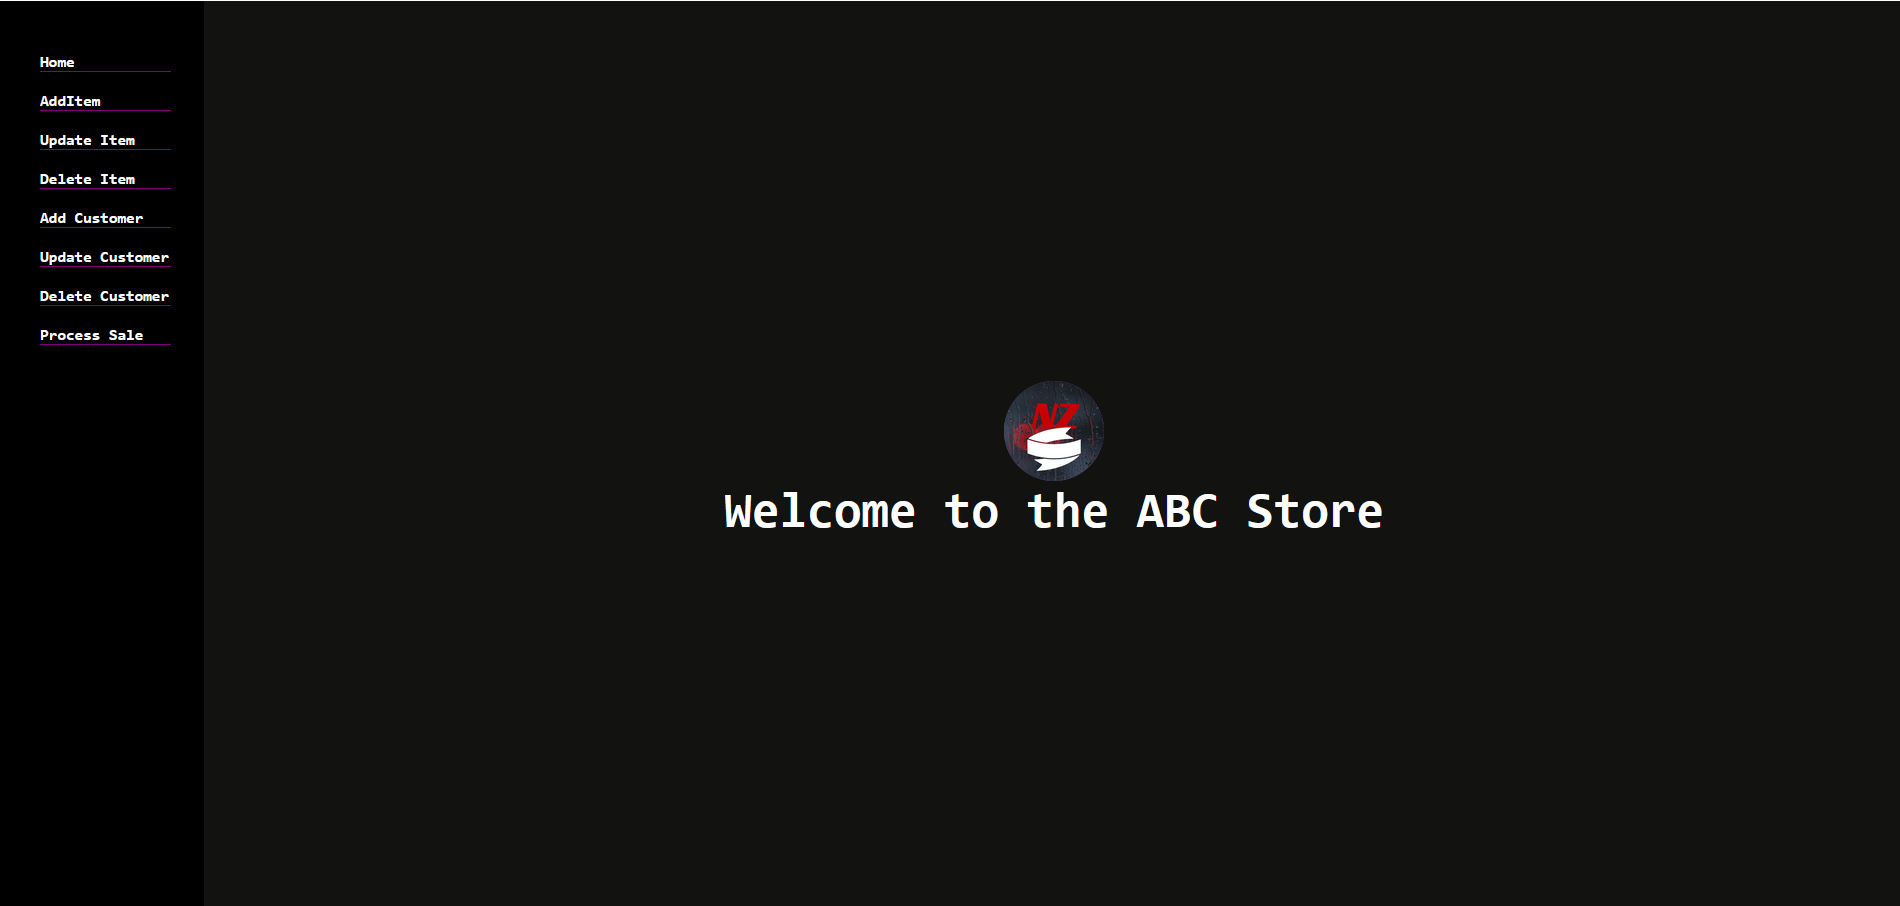 Home
AddItem
Update Item
Delete Item
Add Customer
Update Customer
Delete Customer
Process Sale
NZ
Welcome to the ABC Store